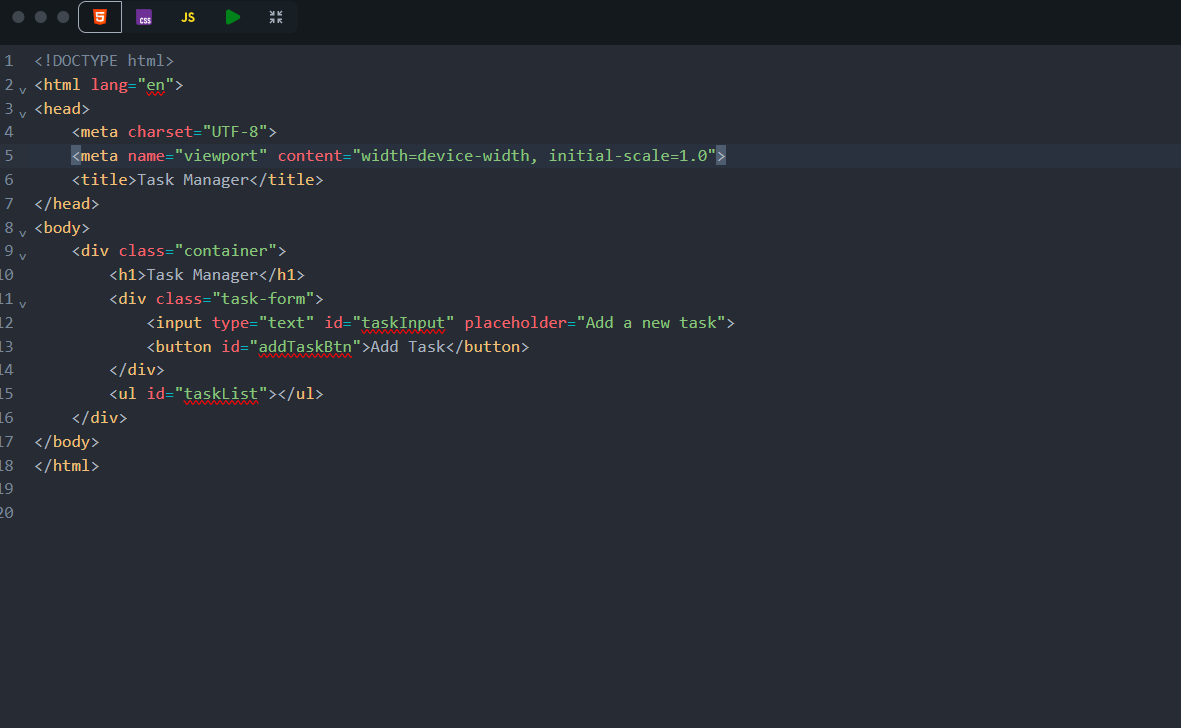 CSS JS
1 <!DOCTYPE html>
2 <html lang="en">
3 <head>
4     <meta charset="UTF-8">
5     <meta name="viewport" content="width=device-width, initial-scale=1.0">
6     <title>Task Manager</title>
7 </head>
8 <body>
9     <div class="container">
10         <h1>Task Manager</h1>
11         <div class="task-form">
12             <input type="text" id="taskInput" placeholder="Add a new task">
13             <button id="addTaskBtn">Add Task</button>
14         </div>
15         <ul id="taskList"></ul>
16     </div>
17 </body>
18 </html>
19
20